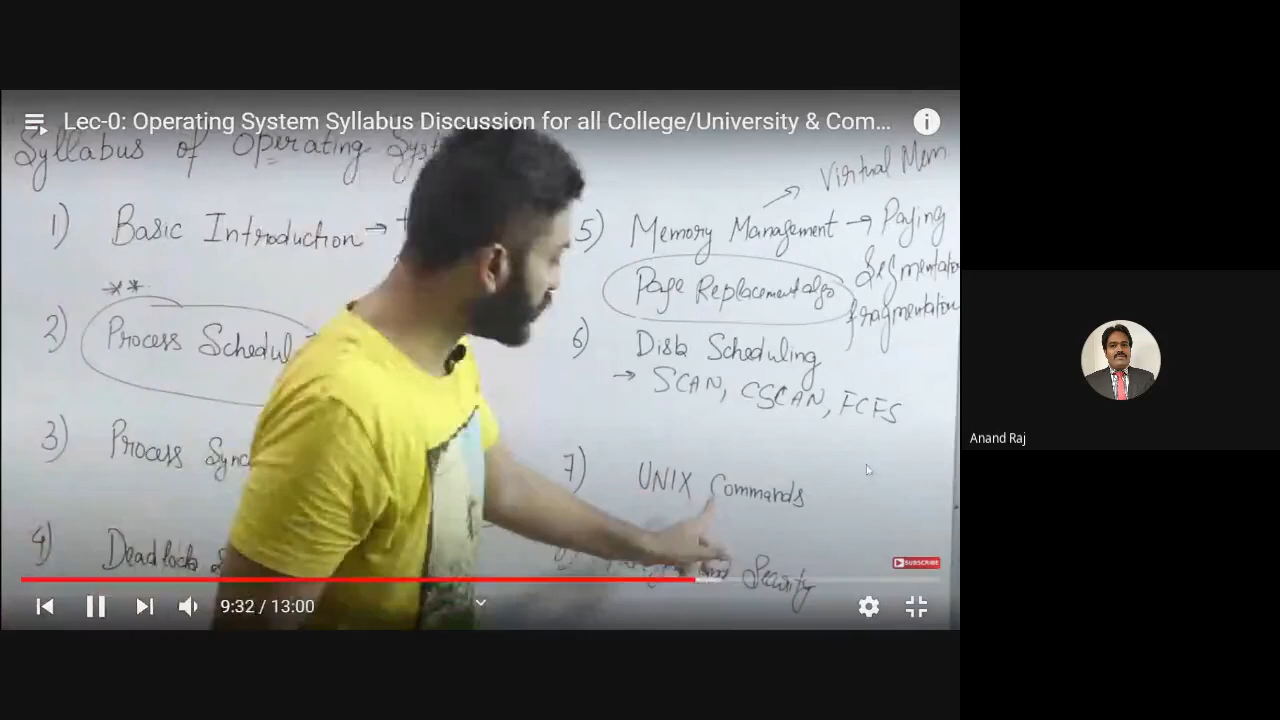 Lec-0: Operating System Syllabus Discussion for all College/University & Com...
Syllabus of Operating Syst
1) Basic Introduction →
**
2) Process Schedul
3) Process Sync
4) Deadlock
Virtual Mem
5) Memory Management → Paging
Segmentation
Page Replacement algo
fragmentation
6) Disk Scheduling
→ SCAN, CSCAN, FCFS
7) UNIX Commands
Security
SUBSCRIBE
9:32 / 13:00
Anand Raj